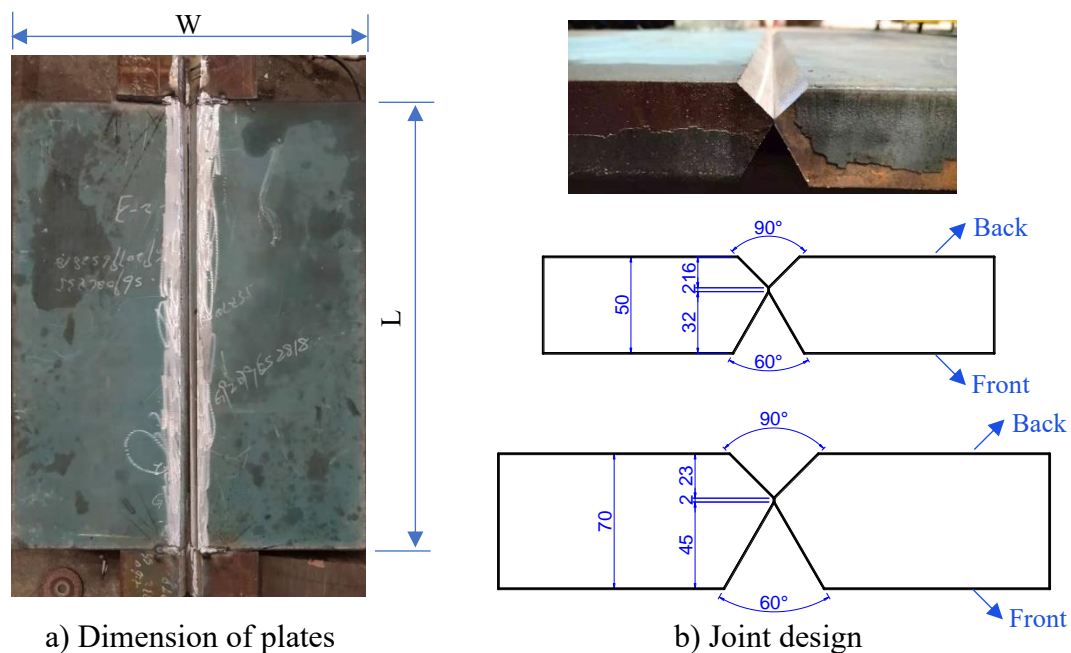 W
L
a) Dimension of plates
90°
Back
16
2
50
32
60°
Front
90°
Back
23
2
70
45
60°
Front
b) Joint design